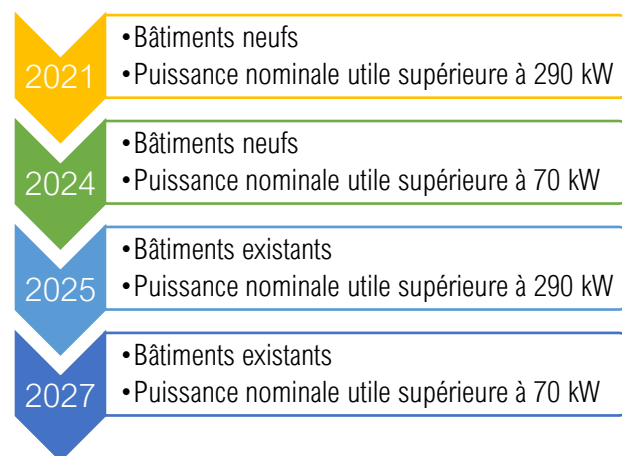 2021
•Bâtiments neufs
•Puissance nominale utile supérieure à 290 kW
2024
•Bâtiments neufs
•Puissance nominale utile supérieure à 70 kW
2025
•Bâtiments existants
•Puissance nominale utile supérieure à 290 kW
2027
•Bâtiments existants
•Puissance nominale utile supérieure à 70 kW